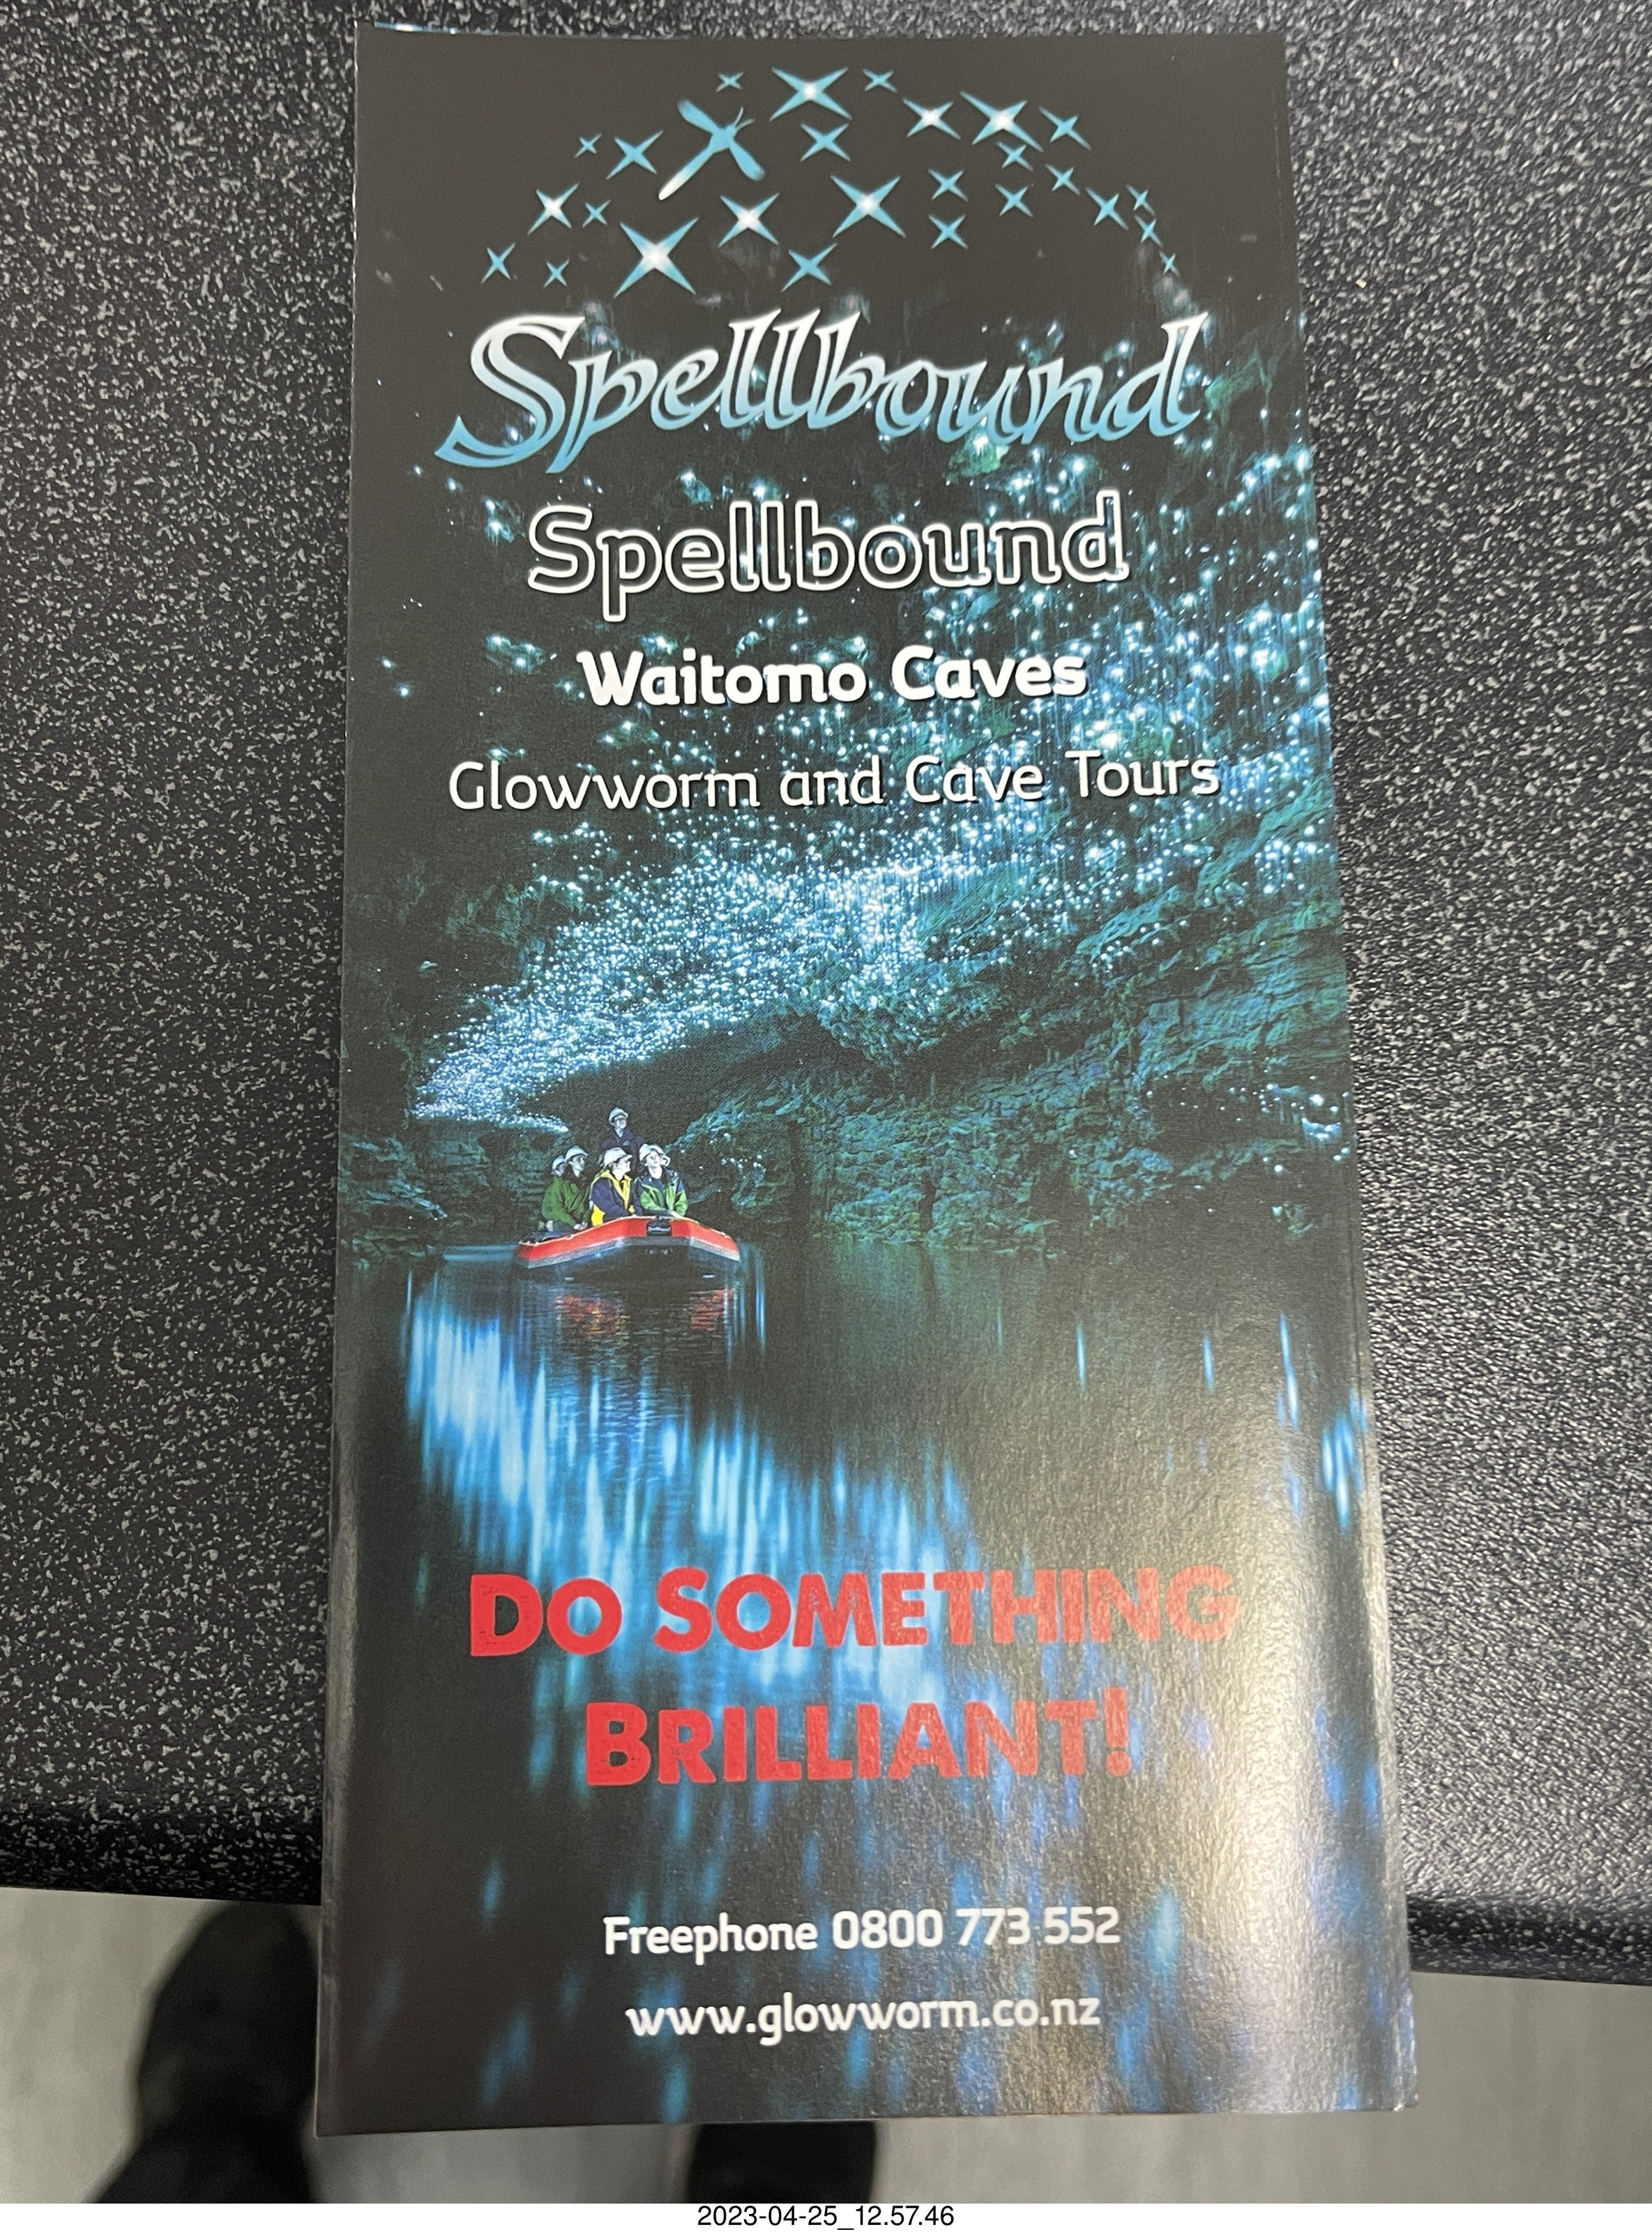 Spellbound
Spellbound
Waitomo Caves
Glowworm and Cave Tours
DO SOMETHING
BRILLIANT!
Freephone 0800 773 552
www.glowworm.co.nz
2023-04-25_12.57.46